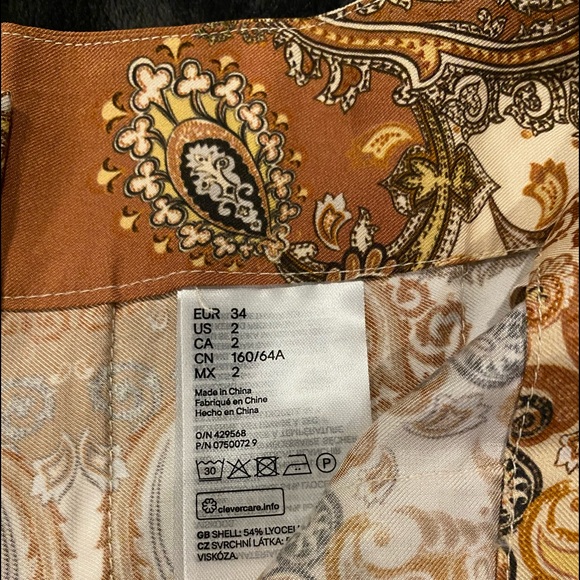 EUR 34
US 2
CA 2
CN 160/64A
MX 2
Made in China
Fabriqué en Chine
Hecho en China
O/N 429568
P/N 0750072 9
30
P
clevercare.info
GB SHELL: 54% LYOCEL
CZ SVRCHNÍ LÁTKA:
VISKÓZA.